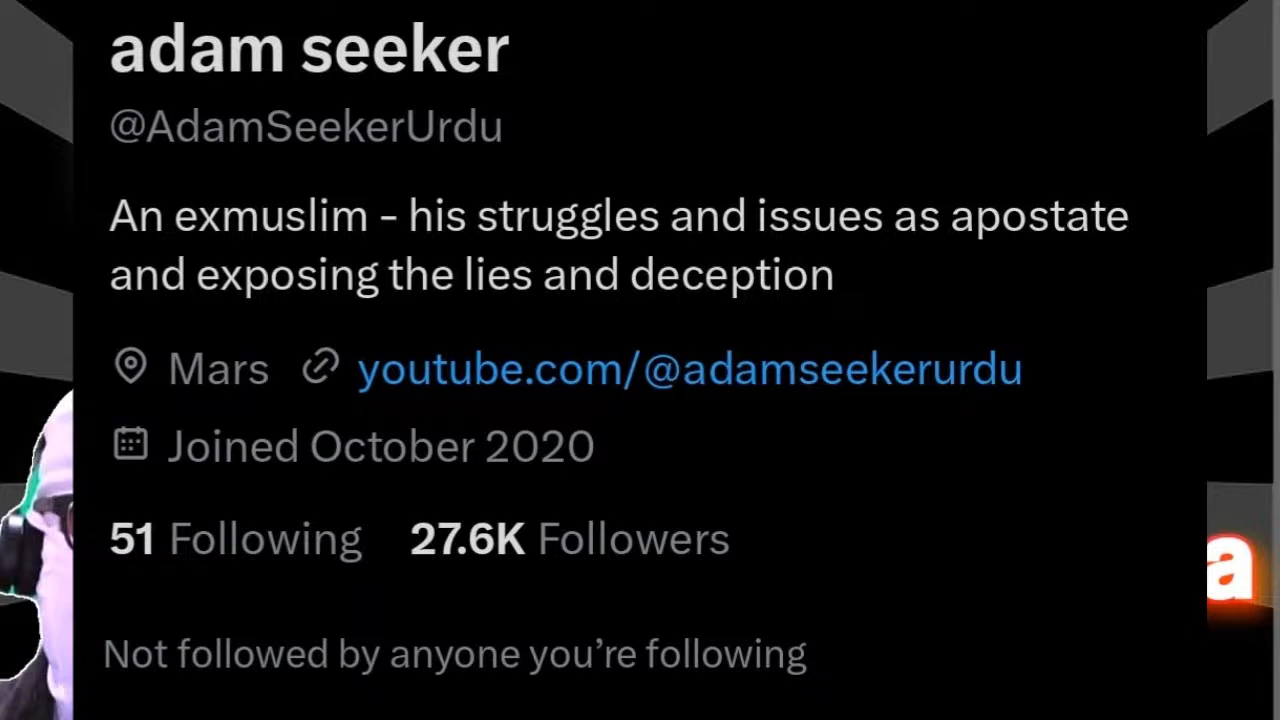 adam seeker
@AdamSeekerUrdu
An exmuslim - his struggles and issues as apostate
and exposing the lies and deception
Mars youtube.com/@adamseekerurdu
Joined October 2020
51 Following 27.6K Followers
a
Not followed by anyone you’re following